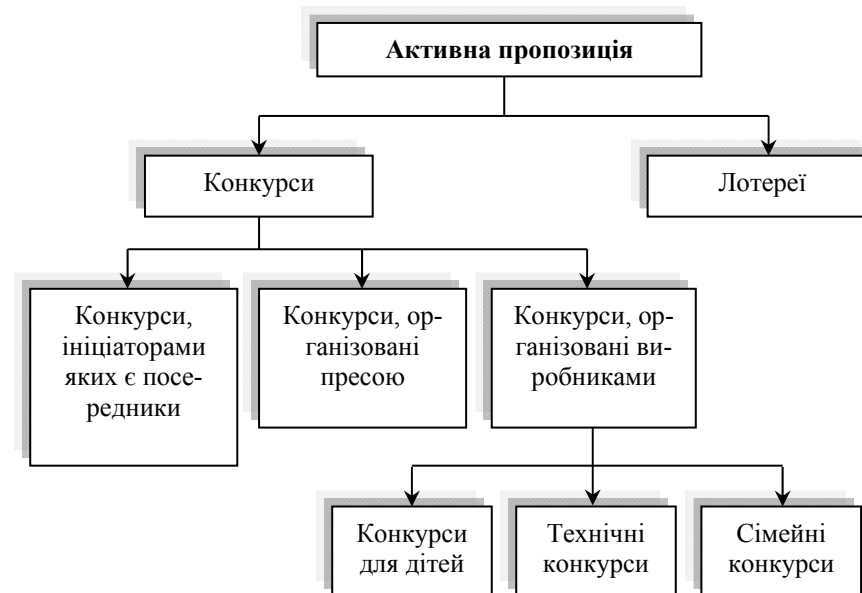 Активна пропозиція
Конкурси
Лотереї
Конкурси,
ініціаторами
яких є посе-
редники
Конкурси, ор-
ганізовані
пресою
Конкурси, ор-
ганізовані ви-
робниками
Конкурси
для дітей
Технічні
конкурси
Сімейні
конкурси